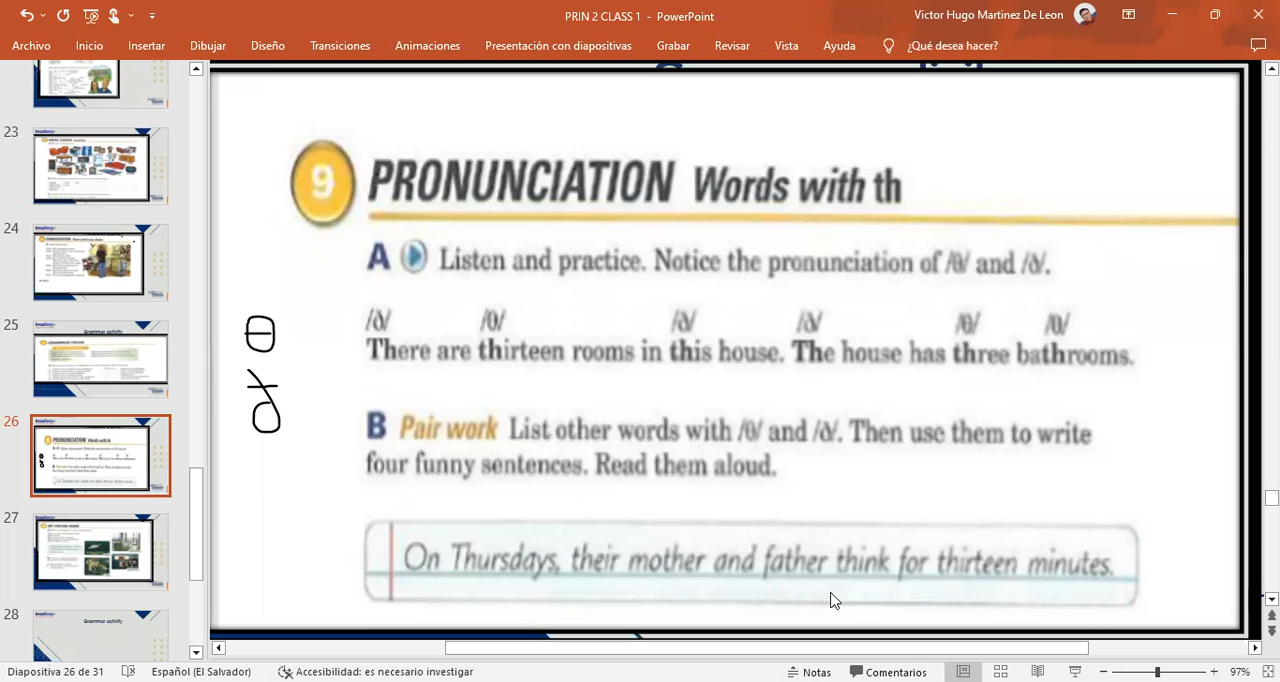 PRIN 2 CLASS 1 - PowerPoint
Victor Hugo Martinez De Leon
Archivo Inicio Insertar Dibujar Diseño Transiciones Animaciones Presentación con diapositivas Grabar Revisar Vista Ayuda ¿Qué desea hacer?
23
24
25
Grammar activity
26
27
28
Grammar activity
9 PRONUNCIATION Words with th
A Listen and practice. Notice the pronunciation of /θ/ and /ð/.
/ð/ /θ/ /ð/ /ð/ /θ/ /θ/
There are thirteen rooms in this house. The house has three bathrooms.
θ
ð
B Pair work List other words with /θ/ and /ð/. Then use them to write
four funny sentences. Read them aloud.
On Thursdays, their mother and father think for thirteen minutes.
Diapositiva 26 de 31 Español (El Salvador) Accesibilidad: es necesario investigar Notas Comentarios 97%